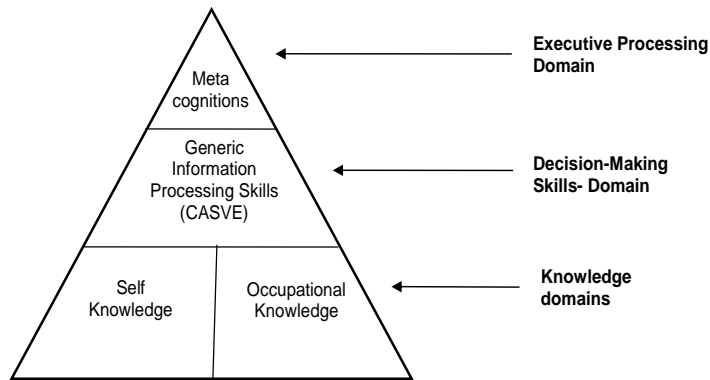 Meta
cognitions
Executive Processing
Domain
Generic
Information
Processing Skills
(CASVE)
Decision-Making
Skills- Domain
Self
Knowledge
Occupational
Knowledge
Knowledge
domains